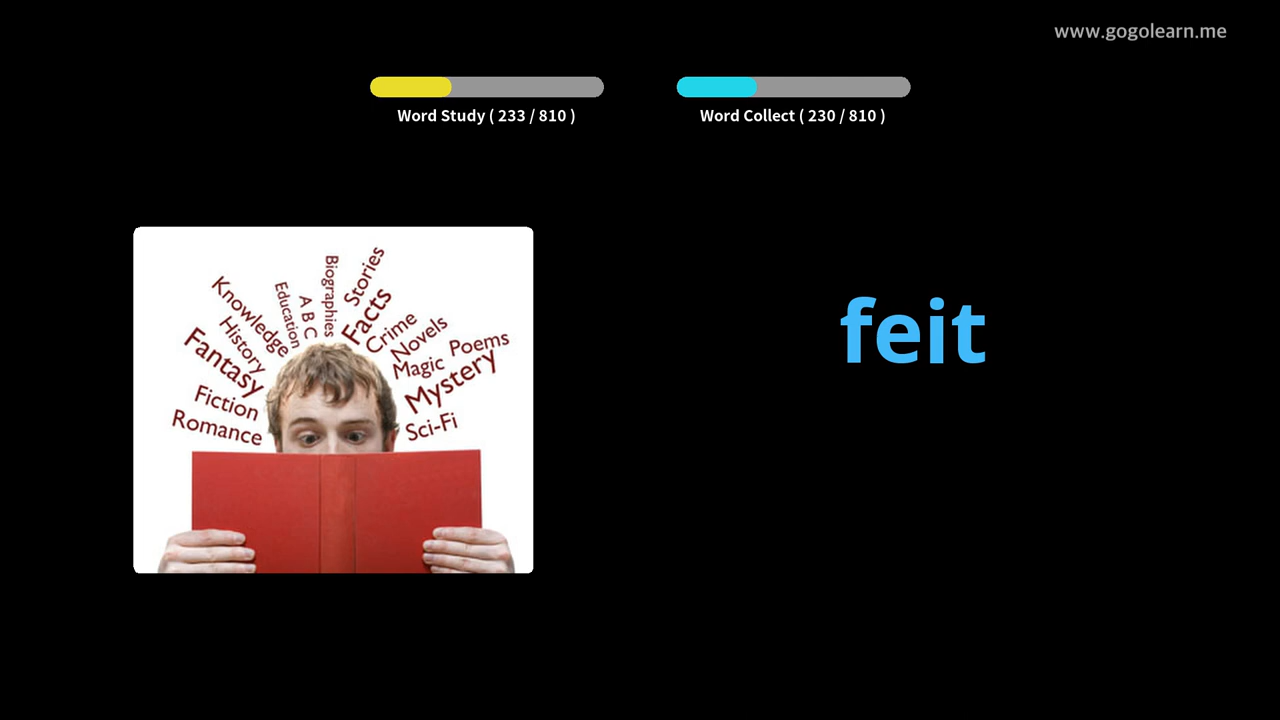 www.gogolearn.me
Word Study ( 233 / 810 )
Word Collect ( 230 / 810 )
Biographies
Stories
Education
A B C
Facts
Knowledge
Crime
History
Novels
Fantasy
Magic
Poems
Mystery
Fiction
Romance
Sci-Fi
feit